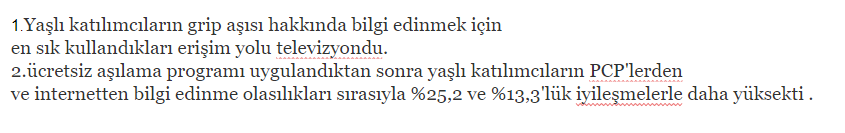 1.Yaşlı katılımcıların grip aşısı hakkında bilgi edinmek için
en sık kullandıkları erişim yolu televizyondu.
2.ücretsiz aşılama programı uygulandıktan sonra yaşlı katılımcıların PCP'lerden
ve internetten bilgi edinme olasılıkları sırasıyla %25,2 ve %13,3'lük iyileşmelerle daha yüksekti .